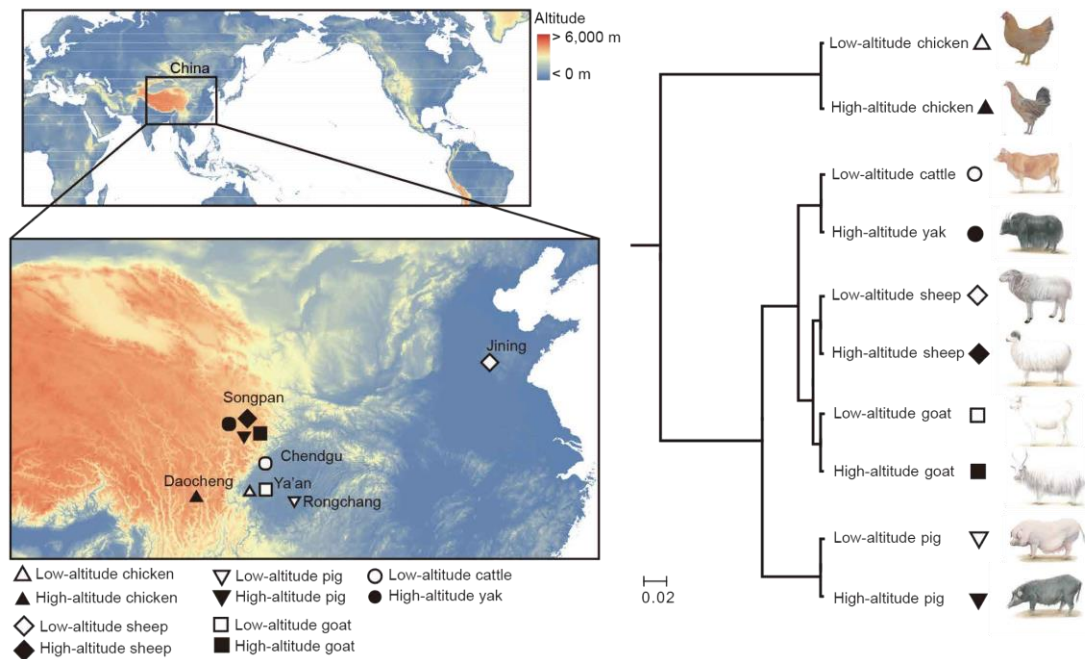 Altitude
> 6,000 m
< 0 m
China
Jining
Songpan
Chendgu
Daocheng
Ya'an
Rongchang
Low-altitude chicken
High-altitude chicken
Low-altitude sheep
High-altitude sheep
Low-altitude pig
High-altitude pig
Low-altitude goat
High-altitude goat
Low-altitude cattle
High-altitude yak
Low-altitude chicken
High-altitude chicken
Low-altitude cattle
High-altitude yak
Low-altitude sheep
High-altitude sheep
Low-altitude goat
High-altitude goat
Low-altitude pig
High-altitude pig
0.02